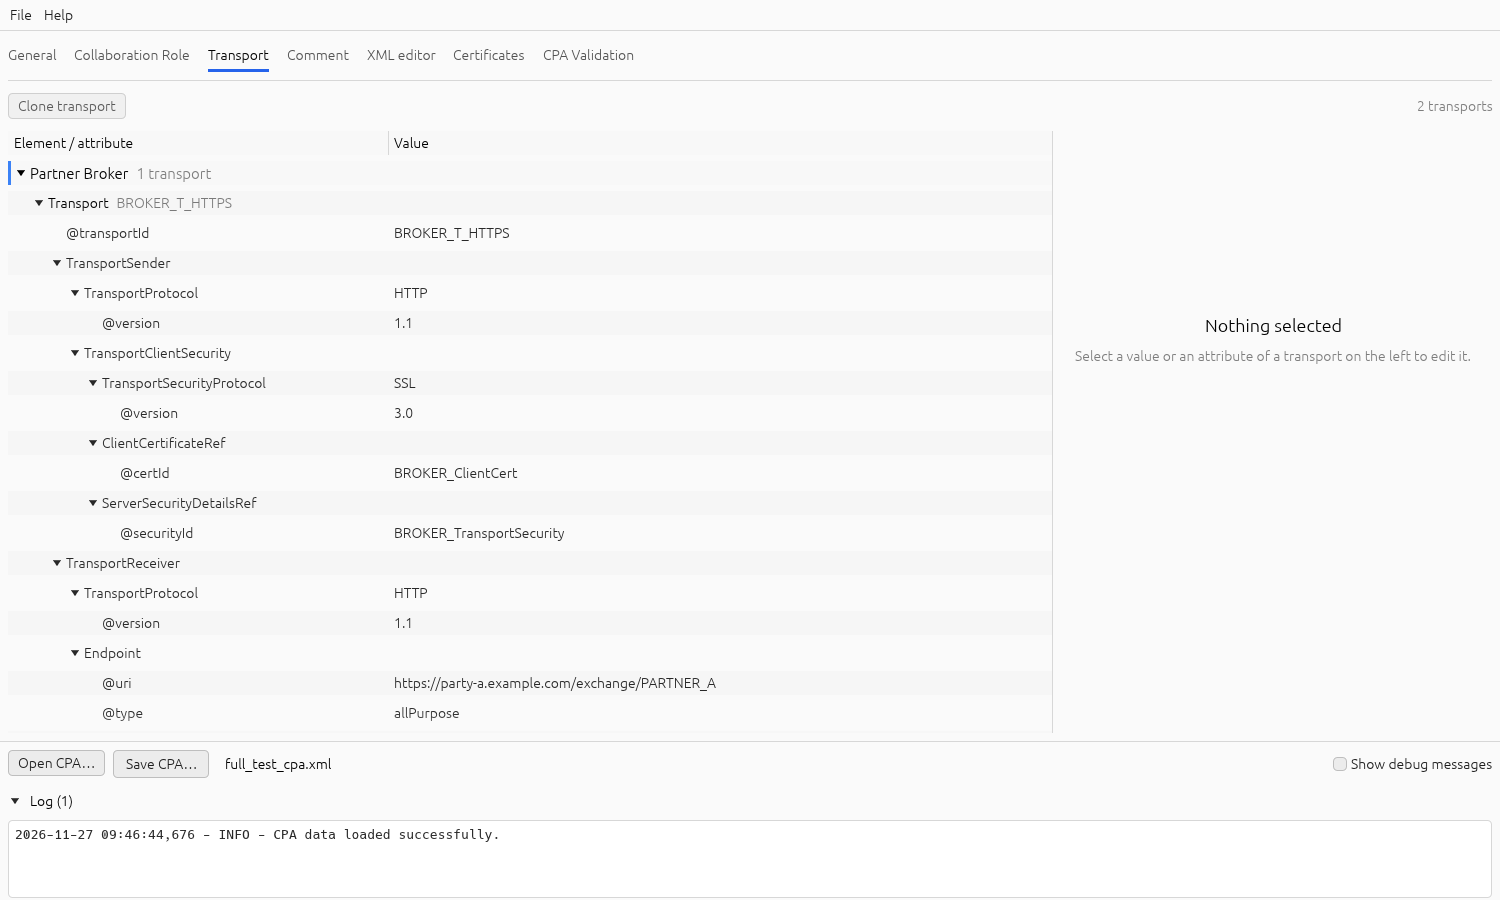 File Help
General Collaboration Role Transport Comment XML editor Certificates CPA Validation
Clone transport 2 transports
Element / attribute Value
Partner Broker 1 transport
Transport BROKER_T_HTTPS
@transportId BROKER_T_HTTPS
TransportSender
TransportProtocol HTTP
@version 1.1
TransportClientSecurity
TransportSecurityProtocol SSL
@version 3.0
ClientCertificateRef
@certId BROKER_ClientCert
ServerSecurityDetailsRef
@securityId BROKER_TransportSecurity
TransportReceiver
TransportProtocol HTTP
@version 1.1
Endpoint
@uri https://party-a.example.com/exchange/PARTNER_A
@type allPurpose
Nothing selected
Select a value or an attribute of a transport on the left to edit it.
Open CPA... Save CPA... full_test_cpa.xml Show debug messages
Log (1)
2026-11-27 09:46:44,676 - INFO - CPA data loaded successfully.